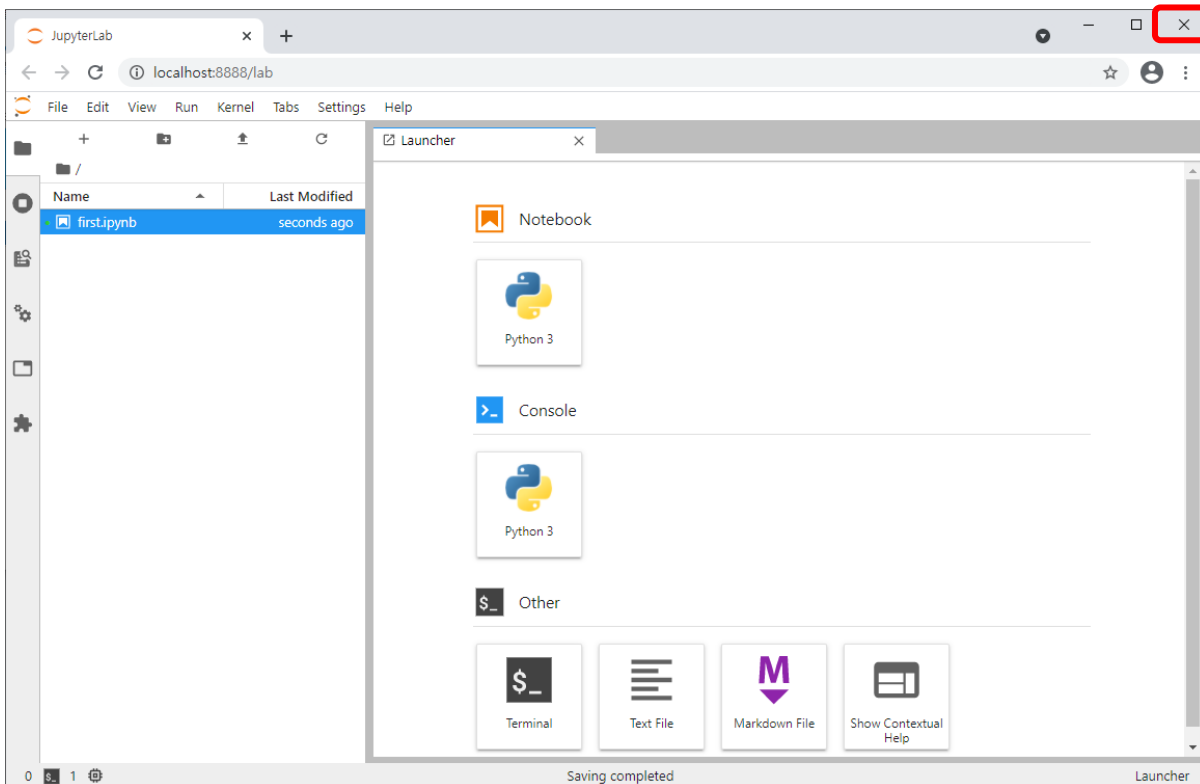 JupyterLab
localhost:8888/lab
File Edit View Run Kernel Tabs Settings Help
/
Name Last Modified
first.ipynb seconds ago
Launcher
Notebook
Python 3
Console
Python 3
$_ Other
$_
Terminal
Text File
M
Markdown File
Show Contextual
Help
0 $_ 1 Saving completed Launcher